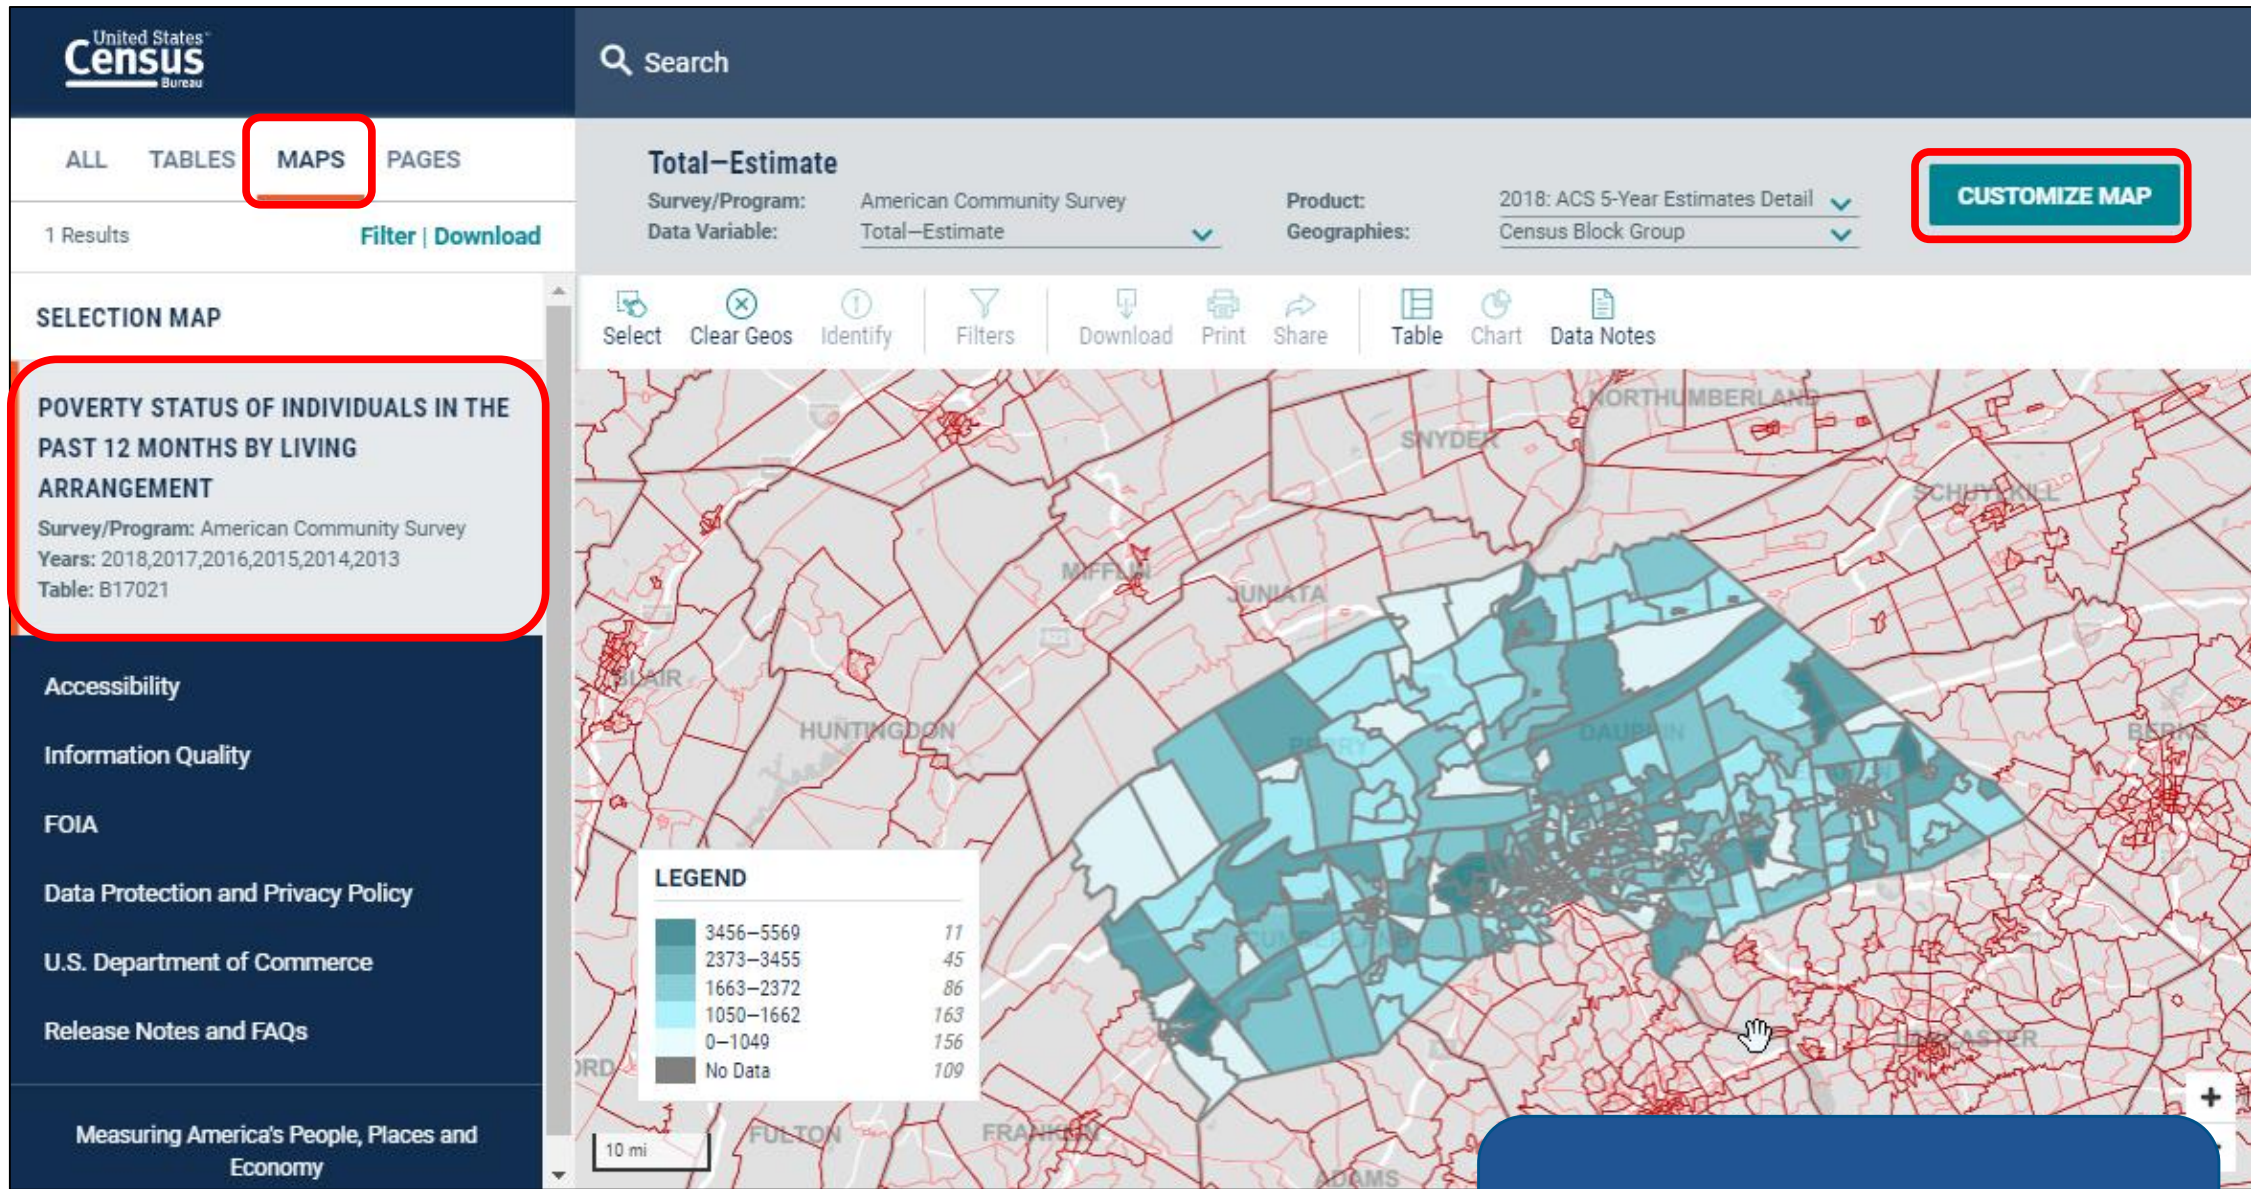 United States™
Census
Bureau
Search
ALL TABLES MAPS PAGES
1 Results Filter | Download
SELECTION MAP
POVERTY STATUS OF INDIVIDUALS IN THE
PAST 12 MONTHS BY LIVING
ARRANGEMENT
Survey/Program: American Community Survey
Years: 2018,2017,2016,2015,2014,2013
Table: B17021
Accessibility
Information Quality
FOIA
Data Protection and Privacy Policy
U.S. Department of Commerce
Release Notes and FAQs
Measuring America's People, Places and
Economy
Total—Estimate
Survey/Program: American Community Survey Product: 2018: ACS 5-Year Estimates Detail
Data Variable: Total—Estimate Geographies: Census Block Group
CUSTOMIZE MAP
Select Clear Geos Identify Filters Download Print Share Table Chart Data Notes
NORTHUMBERLAND
SNYDER
SCHUYLKILL
MIFFLIN
JUNIATA
BLAIR
HUNTINGDON
PERRY
DAUPHIN
BERKS
CUMBERLAND
LANCASTER
FULTON
FRANKLIN
ADAMS
LEGEND
3456—5569 11
2373—3455 45
1663—2372 86
1050—1662 163
0—1049 156
No Data 109
10 mi
+